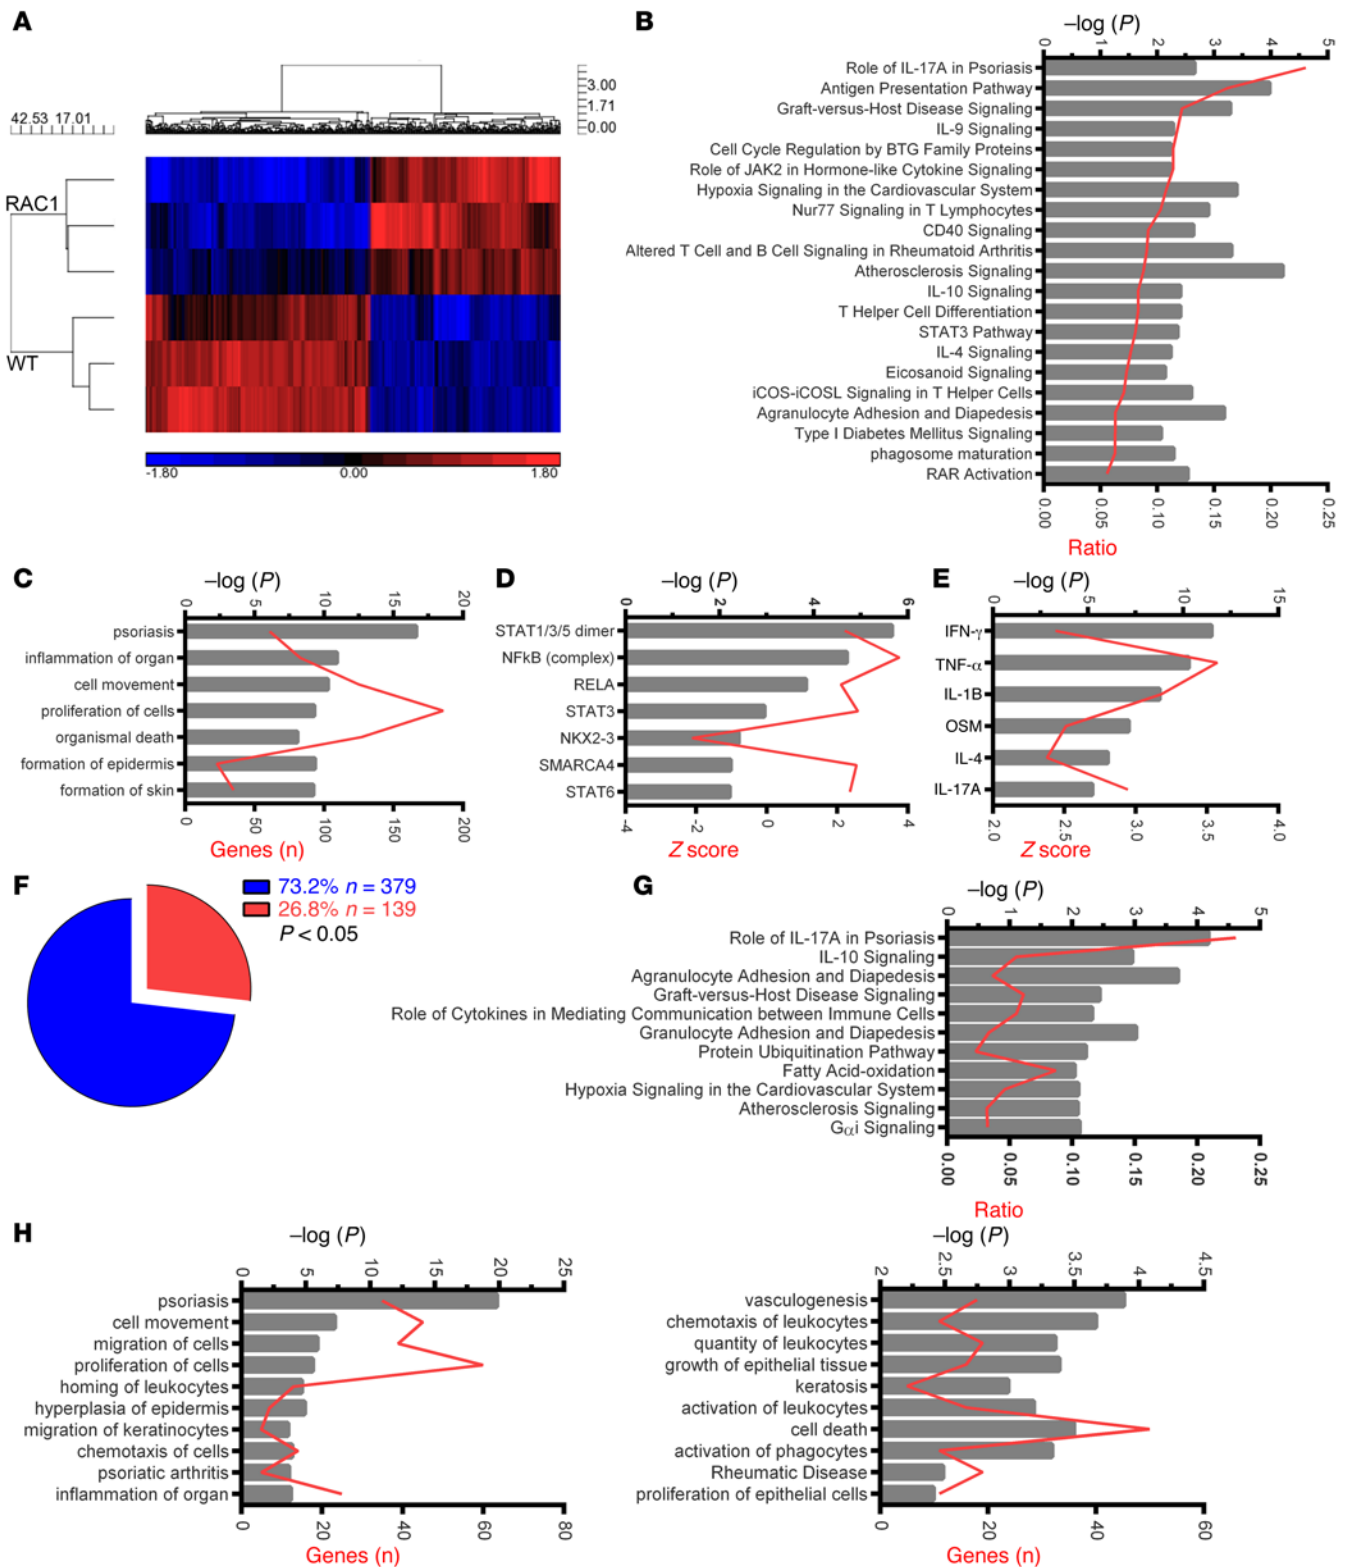 A
42.53 17.01
3.00
1.71
0.00
RAC1
WT
-1.80 0.00 1.80
B
–log (P)
0 1 2 3 4 5
Role of IL-17A in Psoriasis
Antigen Presentation Pathway
Graft-versus-Host Disease Signaling
IL-9 Signaling
Cell Cycle Regulation by BTG Family Proteins
Role of JAK2 in Hormone-like Cytokine Signaling
Hypoxia Signaling in the Cardiovascular System
Nur77 Signaling in T Lymphocytes
CD40 Signaling
Altered T Cell and B Cell Signaling in Rheumatoid Arthritis
Atherosclerosis Signaling
IL-10 Signaling
T Helper Cell Differentiation
STAT3 Pathway
IL-4 Signaling
Eicosanoid Signaling
iCOS-iCOSL Signaling in T Helper Cells
Agranulocyte Adhesion and Diapedesis
Type I Diabetes Mellitus Signaling
phagosome maturation
RAR Activation
0.00 0.05 0.10 0.15 0.20 0.25
Ratio
C
–log (P)
0 5 10 15 20
psoriasis
inflammation of organ
cell movement
proliferation of cells
organismal death
formation of epidermis
formation of skin
0 50 100 150 200
Genes (n)
D
–log (P)
0 2 4 6
STAT1/3/5 dimer
NFkB (complex)
RELA
STAT3
NKX2-3
SMARCA4
STAT6
-4 -2 0 2 4
Z score
E
–log (P)
0 5 10 15
IFN-γ
TNF-α
IL-1B
OSM
IL-4
IL-17A
2.0 2.5 3.0 3.5 4.0
Z score
F
73.2% n = 379
26.8% n = 139
P < 0.05
G
–log (P)
0 1 2 3 4 5
Role of IL-17A in Psoriasis
IL-10 Signaling
Agranulocyte Adhesion and Diapedesis
Graft-versus-Host Disease Signaling
Role of Cytokines in Mediating Communication between Immune Cells
Granulocyte Adhesion and Diapedesis
Protein Ubiquitination Pathway
Fatty Acid-oxidation
Hypoxia Signaling in the Cardiovascular System
Atherosclerosis Signaling
Gαi Signaling
0.00 0.05 0.10 0.15 0.20 0.25
Ratio
H
–log (P)
0 5 10 15 20 25
psoriasis
cell movement
migration of cells
proliferation of cells
homing of leukocytes
hyperplasia of epidermis
migration of keratinocytes
chemotaxis of cells
psoriatic arthritis
inflammation of organ
0 20 40 60 80
Genes (n)
–log (P)
2 2.5 3 3.5 4 4.5
vasculogenesis
chemotaxis of leukocytes
quantity of leukocytes
growth of epithelial tissue
keratosis
activation of leukocytes
cell death
activation of phagocytes
Rheumatic Disease
proliferation of epithelial cells
0 20 40 60
Genes (n)